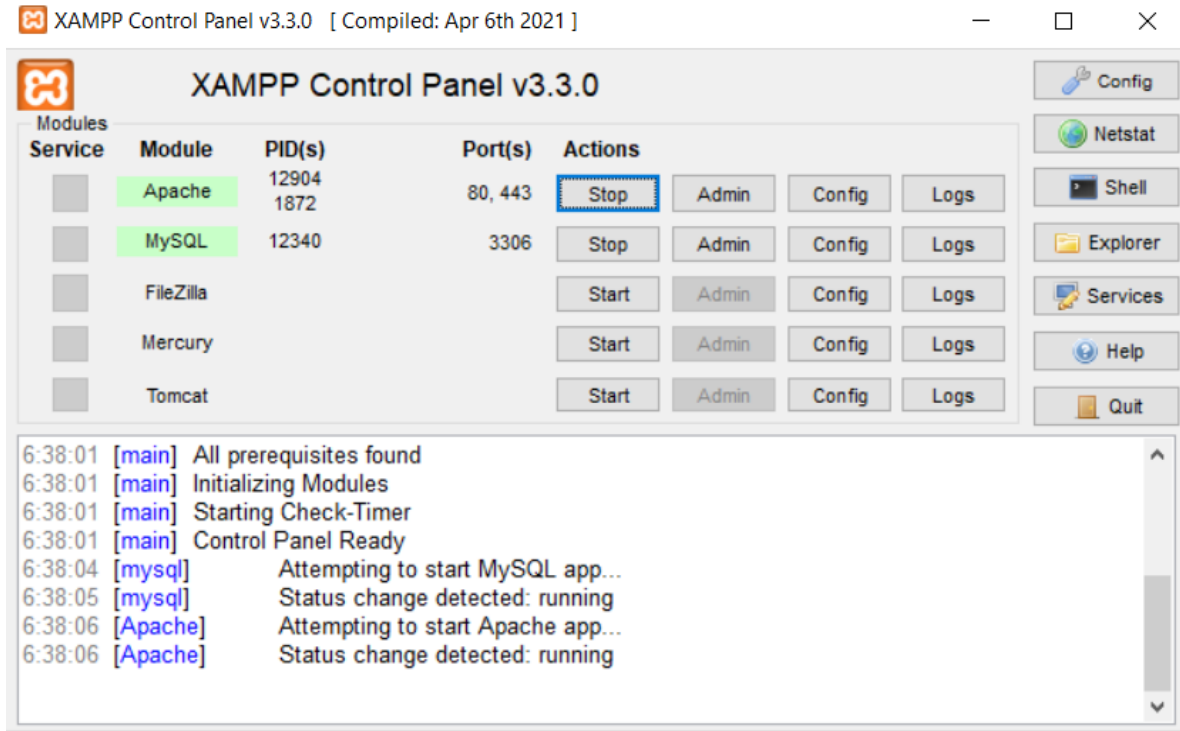 XAMPP Control Panel v3.3.0 [ Compiled: Apr 6th 2021 ]
XAMPP Control Panel v3.3.0
Config
Modules
Netstat
Service Module PID(s) Port(s) Actions
Apache 12904 80, 443 Stop Admin Config Logs
1872
Shell
MySQL 12340 3306 Stop Admin Config Logs
Explorer
FileZilla Start Admin Config Logs
Services
Mercury Start Admin Config Logs
Help
Tomcat Start Admin Config Logs
Quit
6:38:01 [main] All prerequisites found
6:38:01 [main] Initializing Modules
6:38:01 [main] Starting Check-Timer
6:38:01 [main] Control Panel Ready
6:38:04 [mysql] Attempting to start MySQL app...
6:38:05 [mysql] Status change detected: running
6:38:06 [Apache] Attempting to start Apache app...
6:38:06 [Apache] Status change detected: running